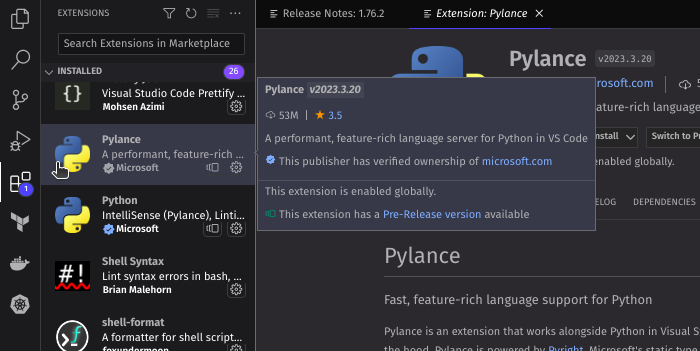 EXTENSIONS
Release Notes: 1.76.2
Extension: Pylance
Search Extensions in Marketplace
INSTALLED
26
Visual Studio Code Prettify ...
Mohsen Azimi
Pylance
A performant, feature-rich ...
Microsoft
Python
IntelliSense (Pylance), Linti...
Microsoft
Shell Syntax
#!
Lint syntax errors in bash, ...
Brian Malehorn
shell-format
A formatter for shell script...
foxundermoon
1
Pylance v2023.3.20
rosoft.com
5
ature-rich language
Switch to P
enabled globally.
ELOG
DEPENDENCIES
Pylance v2023.3.20
53M | 3.5
A performant, feature-rich language server for Python in VS Code
This publisher has verified ownership of microsoft.com
This extension is enabled globally.
This extension has a Pre-Release version available
Pylance
Fast, feature-rich language support for Python
Pylance is an extension that works alongside Python in Visual S
the hood, Pylance is powered by Pyright, Microsoft's static type